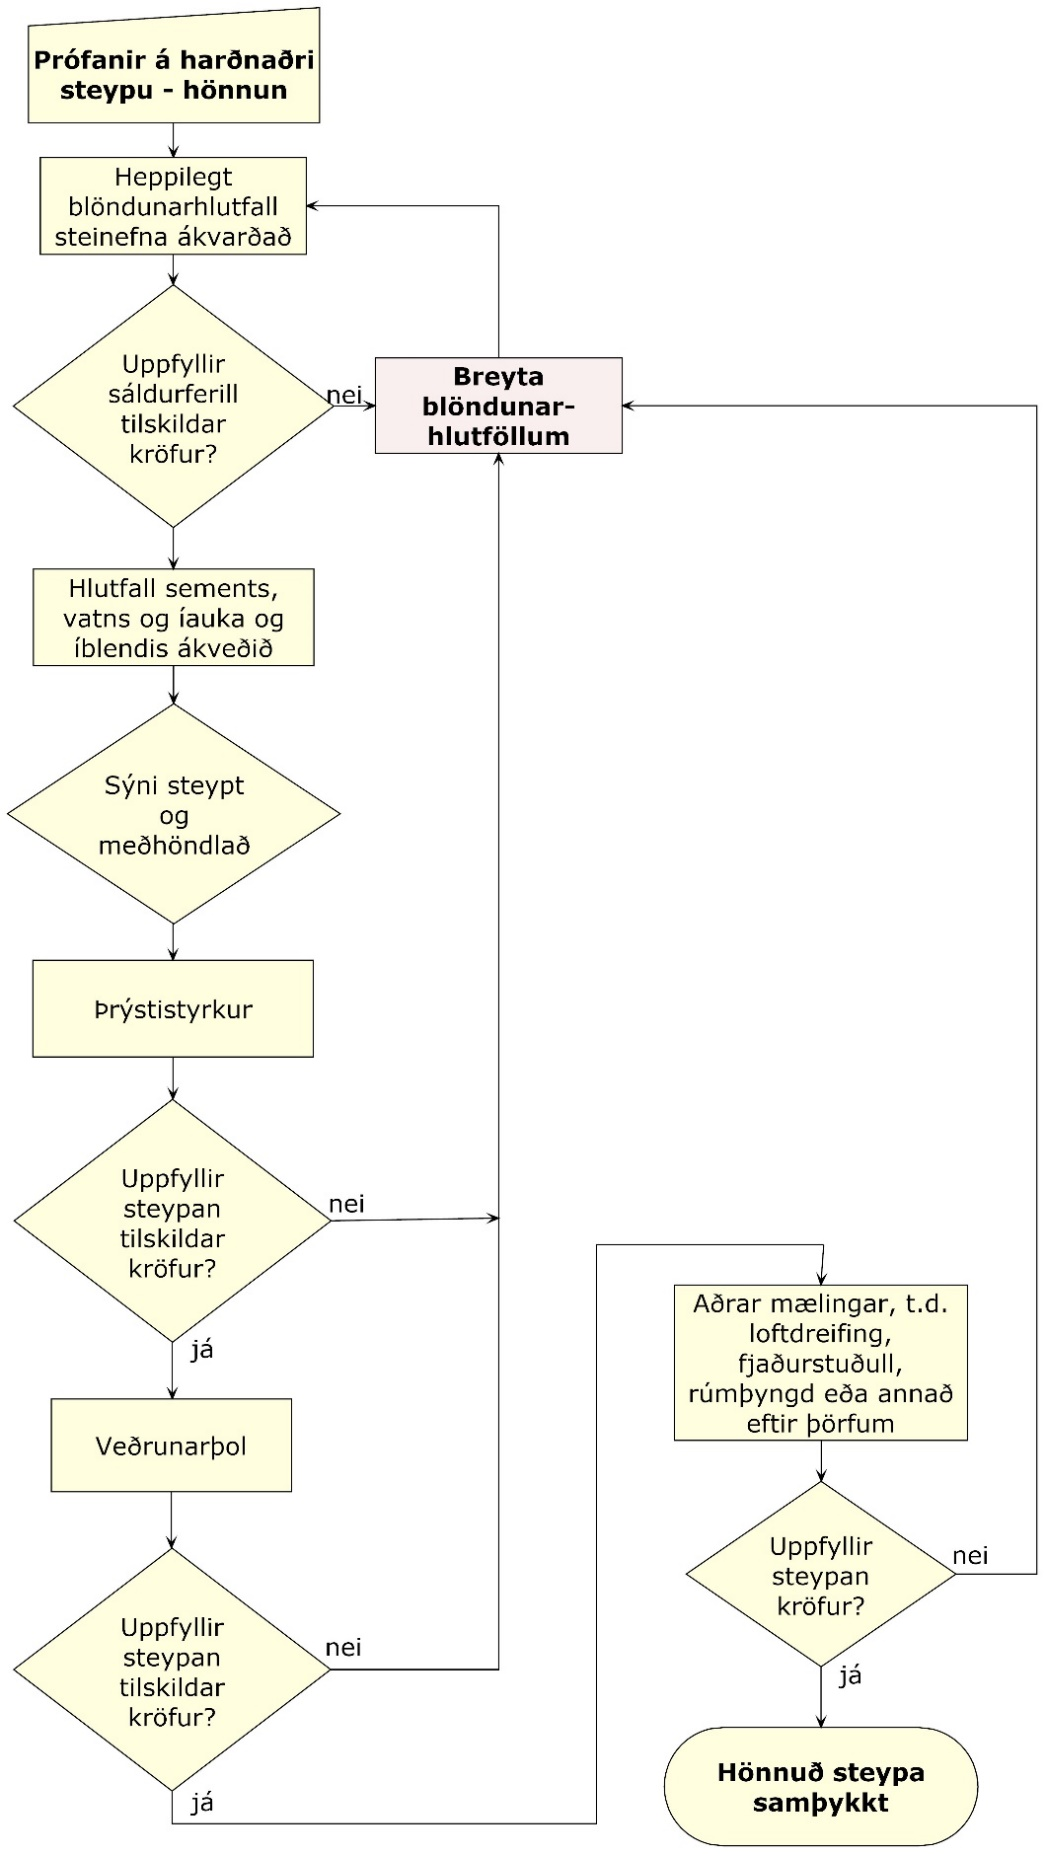 Prófanir á harðnaðri
steypu - hönnun
Heppilegt
blöndunarhlutfall
steinefna ákvarðað
Uppfyllir
sáldurferill
tilskildar
kröfur?
nei
Breyta
blöndunar-
hlutföllum
Hlutfall sements,
vatns og íauka og
íblendis ákveðið
Sýni steypt
og
meðhöndlað
Þrýstistyrkur
Uppfyllir
steypan
tilskildar
kröfur?
nei
já
Veðrunarþol
Uppfyllir
steypan
tilskildar
kröfur?
nei
já
Aðrar mælingar, t.d.
loftdreifing,
fjaðurstuðull,
rúmþyngd eða annað
eftir þörfum
Uppfyllir
steypan
kröfur?
nei
já
Hönnuð steypa
samþykkt